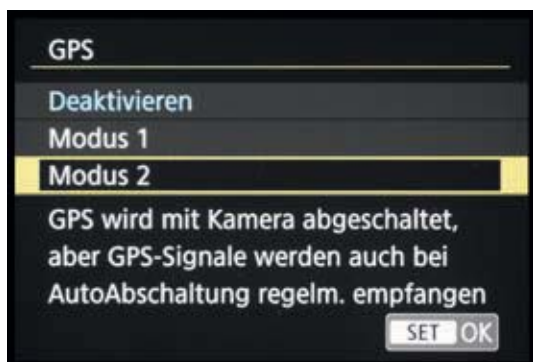 GPS
Deaktivieren
Modus 1
Modus 2
GPS wird mit Kamera abgeschaltet,
aber GPS-Signale werden auch bei
AutoAbschaltung regelm. empfangen
SET OK